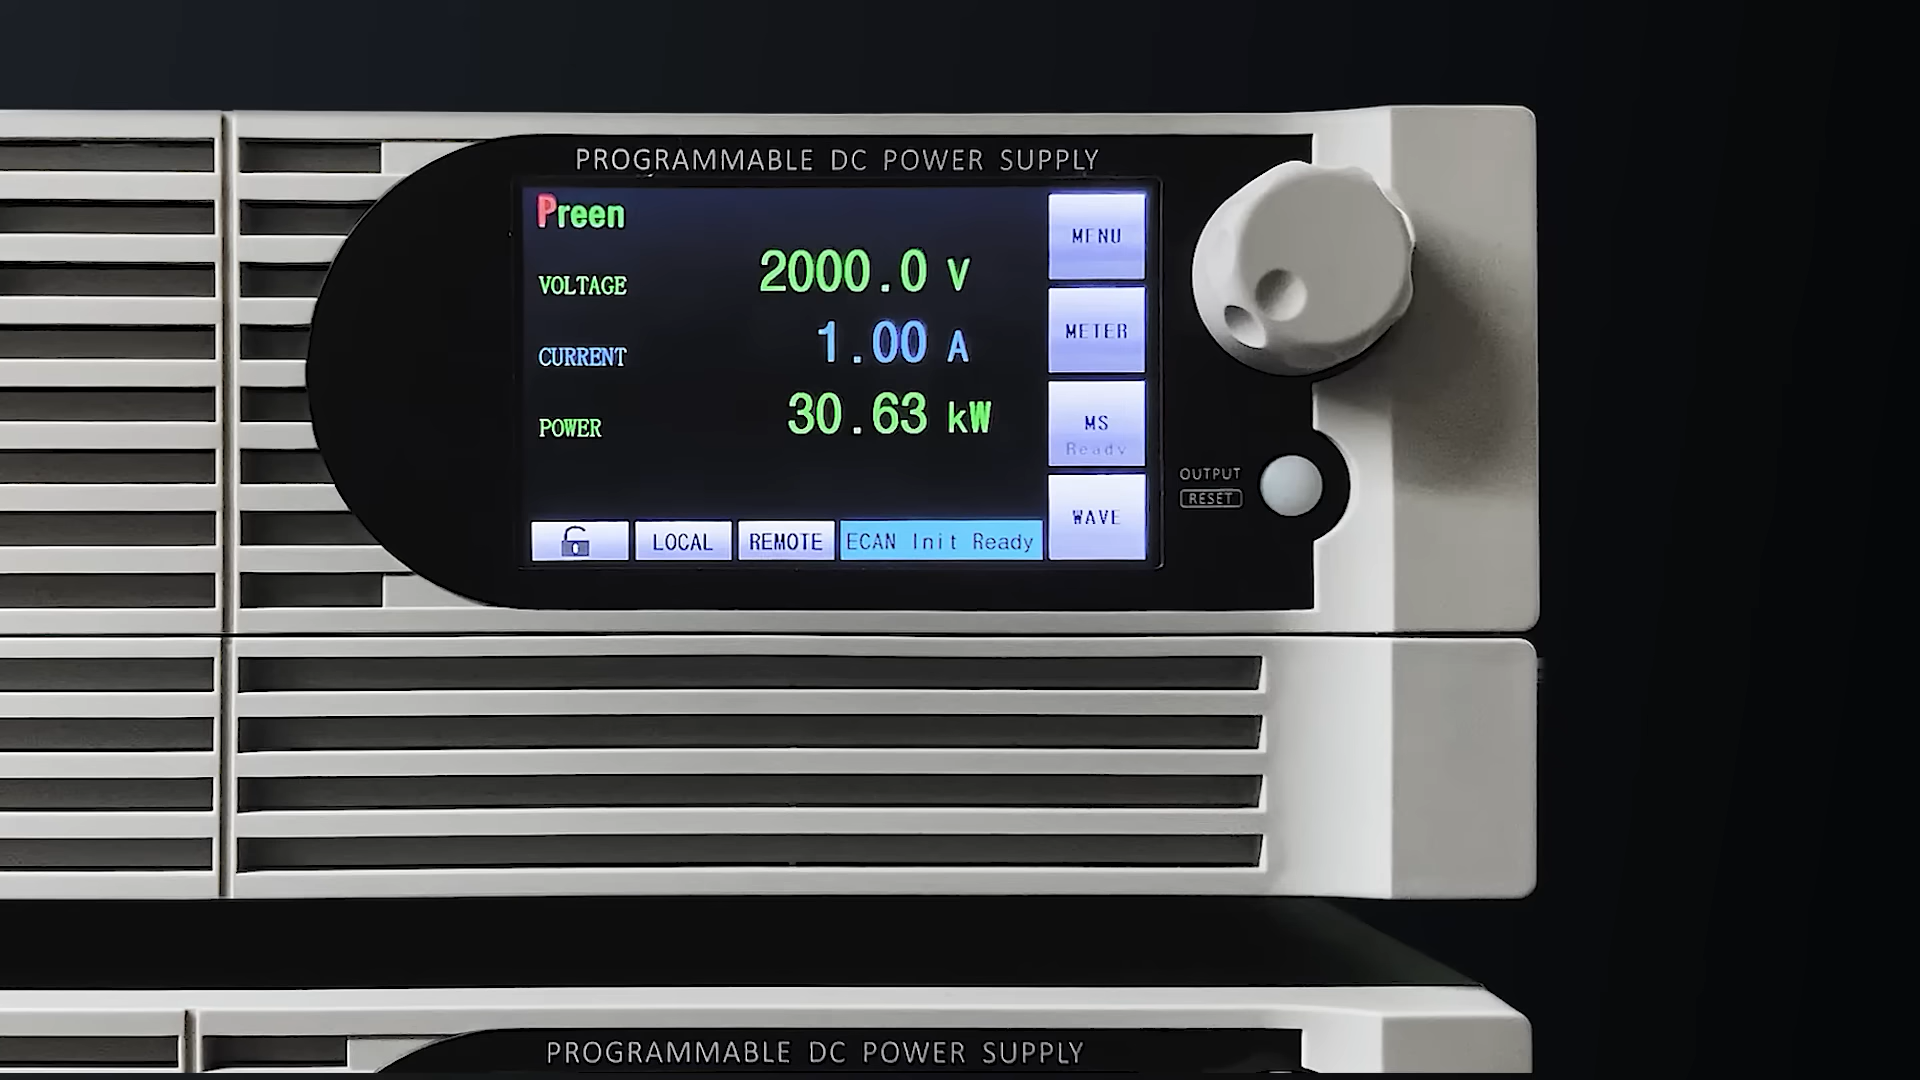 PROGRAMMABLE DC POWER SUPPLY
Preen
VOLTAGE 2000.0 V
CURRENT 1.00 A
POWER 30.63 kW
MENU
METER
MS
Ready
WAVE
LOCAL REMOTE ECAN Init Ready
OUTPUT
RESET
PROGRAMMABLE DC POWER SUPPLY